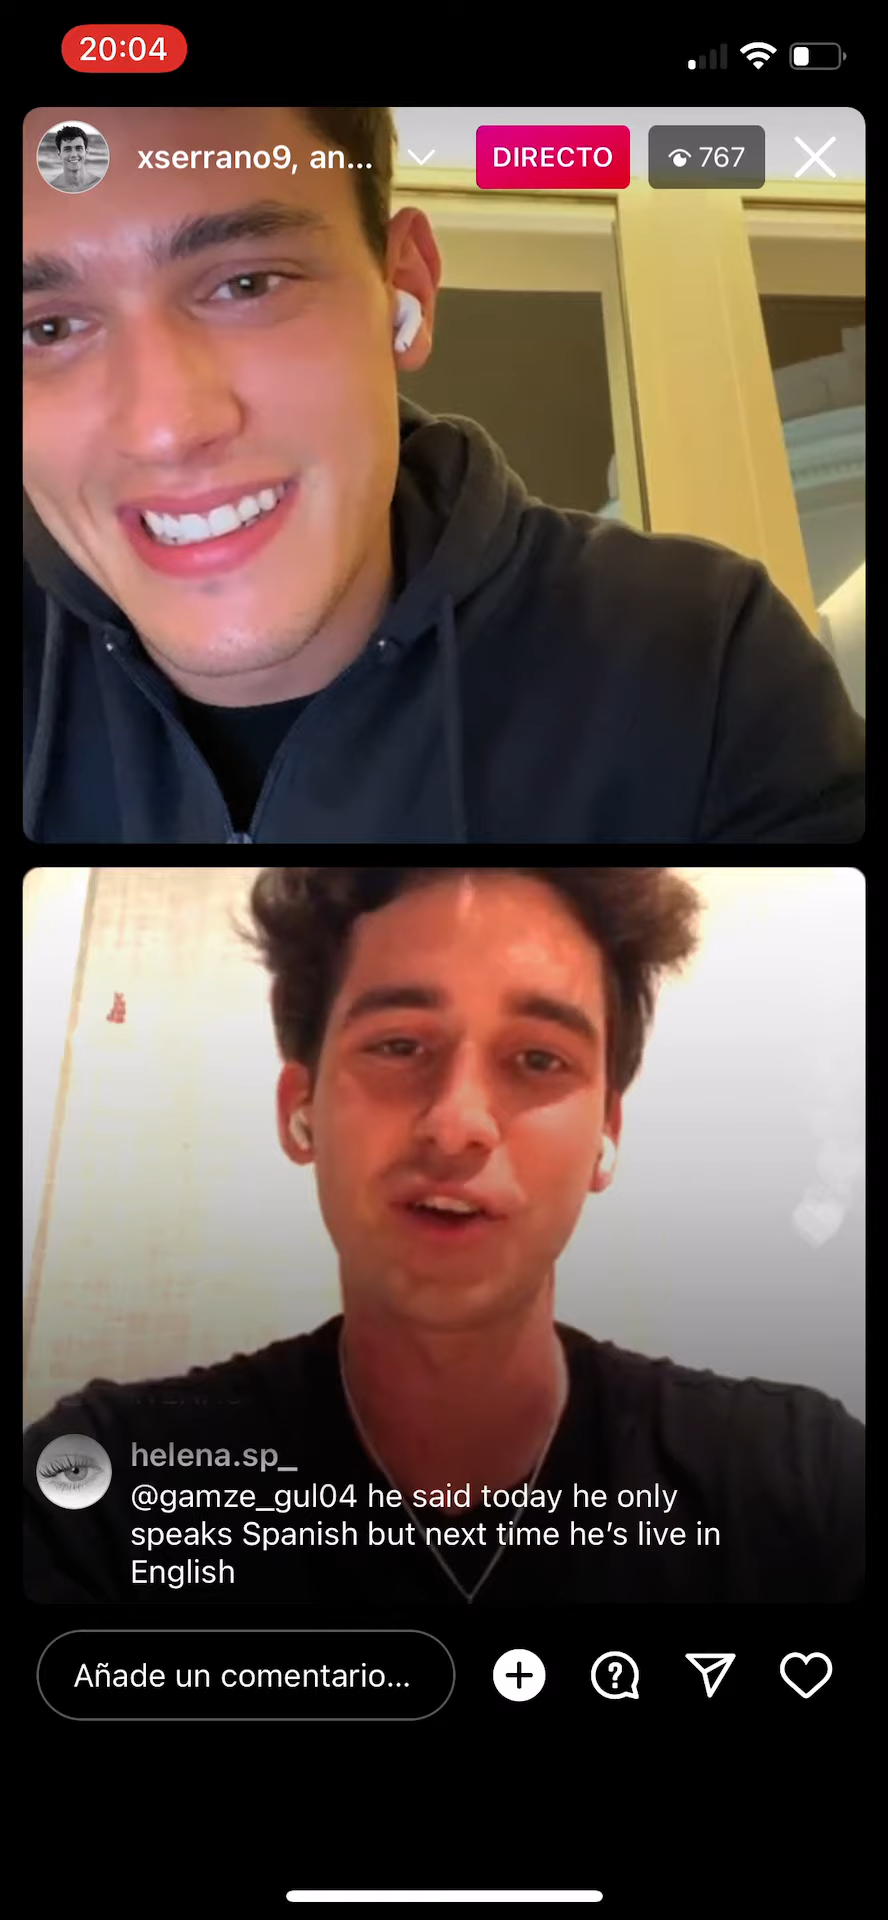 20:04
xserrano9, an...
DIRECTO
767
helena.sp_
@gamze_gul04 he said today he only
speaks Spanish but next time he's live in
English
Añade un comentario...